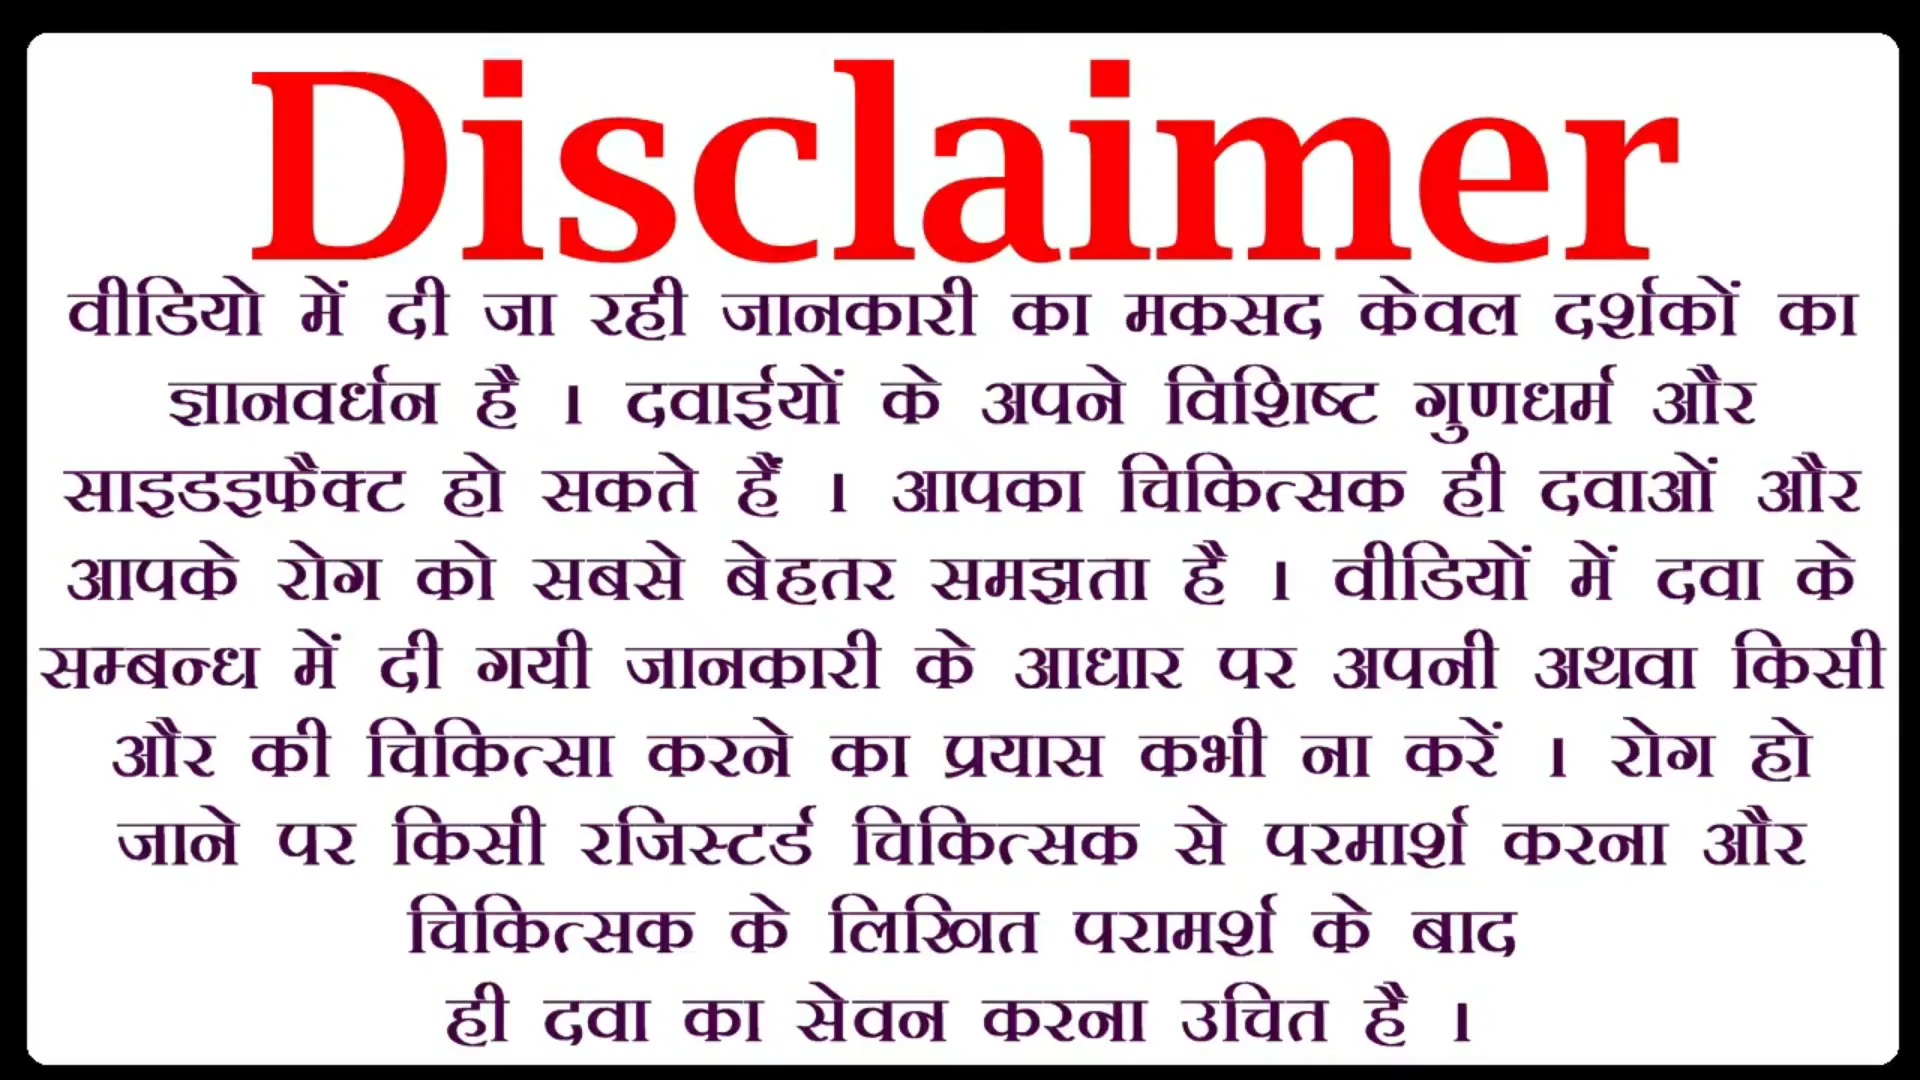 Disclaimer
वीडियो में दी जा रही जानकारी का मकसद केवल दर्शकों का
ज्ञानवर्धन है । दवाईयों के अपने विशिष्ट गुणधर्म और
साइडइफैक्ट हो सकते हैं । आपका चिकित्सक ही दवाओं और
आपके रोग को सबसे बेहतर समझता है । वीडियों में दवा के
सम्बन्ध में दी गयी जानकारी के आधार पर अपनी अथवा किसी
और की चिकित्सा करने का प्रयास कभी ना करें । रोग हो
जाने पर किसी रजिस्टर्ड चिकित्सक से परमार्श करना और
चिकित्सक के लिखित परामर्श के बाद
ही दवा का सेवन करना उचित है ।